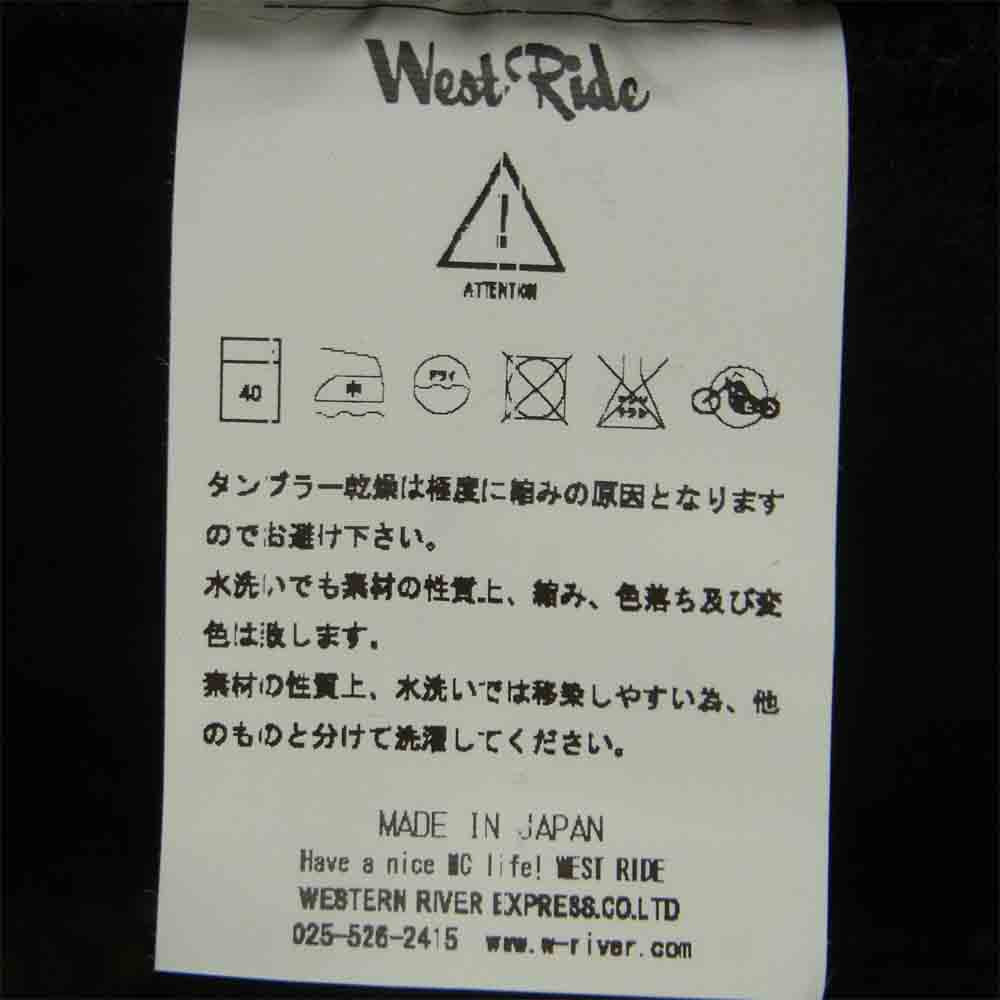 West Ride
!
ATTENTION
40 中 ドライ
タンブラー乾燥は極度に縮みの原因となります
のでお避け下さい。
水洗いでも素材の性質上、縮み、色落ち及び変
色は致します。
素材の性質上、水洗いでは移染しやすい為、他
のものと分けて洗濯してください。
MADE IN JAPAN
Have a nice MC life! WEST RIDE
WESTERN RIVER EXPRESS.CO.LTD
025-526-2415 www.w-river.com